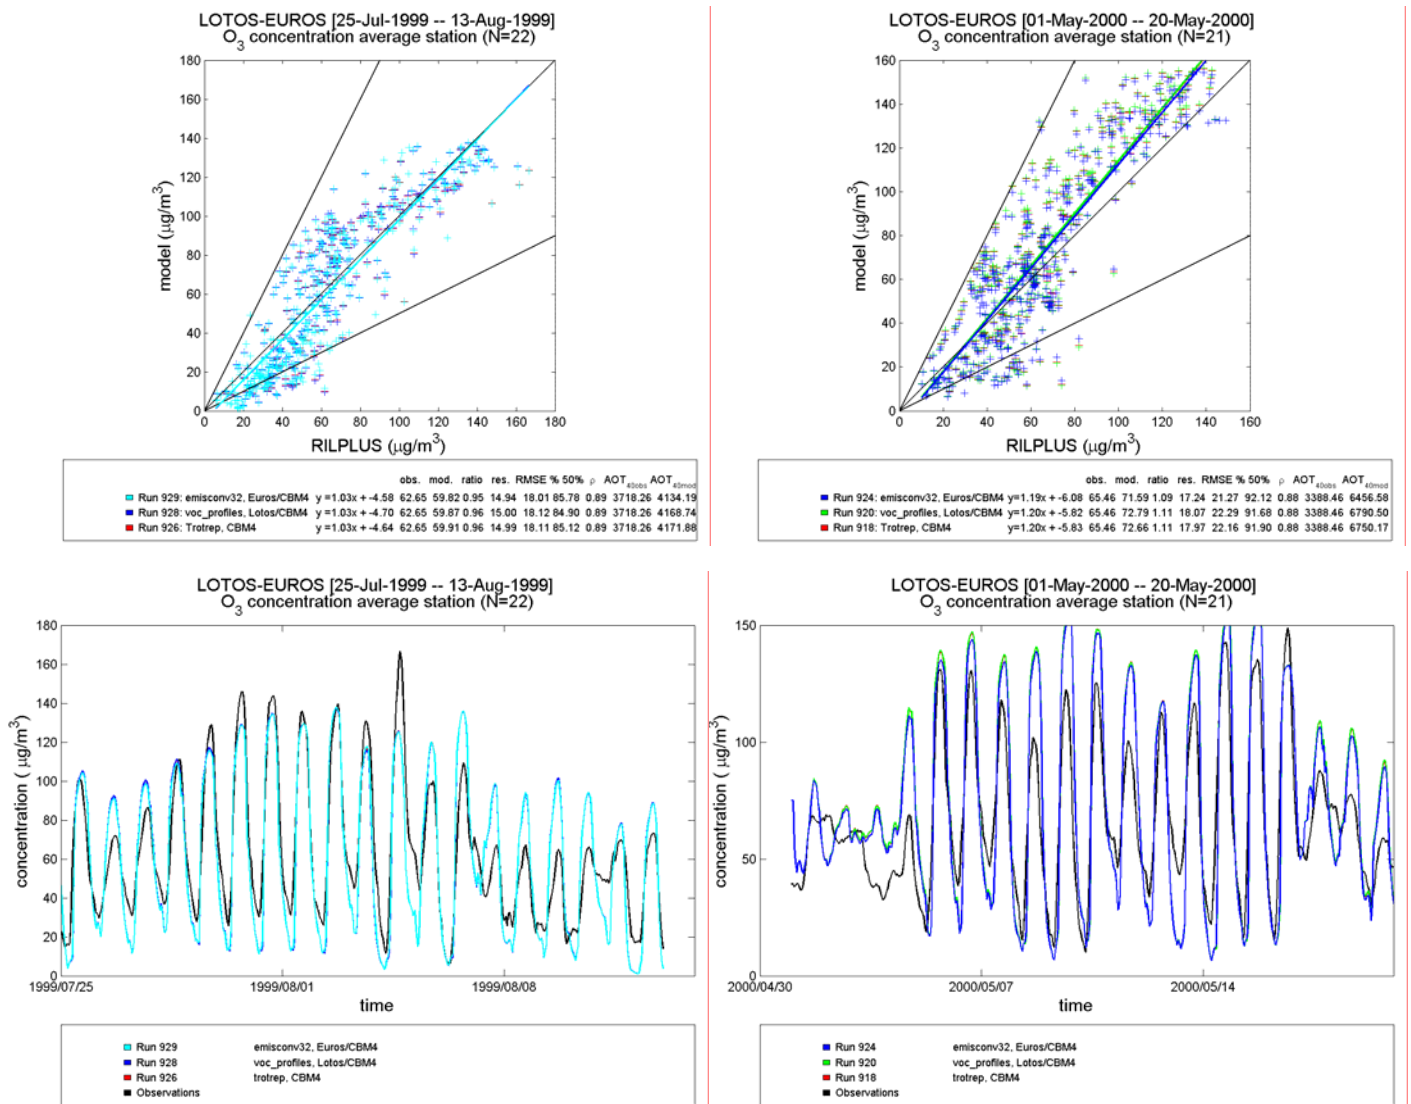 LOTOS-EUROS [25-Jul-1999 -- 13-Aug-1999]
O3 concentration average station (N=22)
180
160
140
120
100
80
60
40
20
0
model (µg/m³)
0 20 40 60 80 100 120 140 160 180
RILPLUS (µg/m³)
obs. mod. ratio res. RMSE % 50% ρ AOT40obs AOT40mod
Run 929: emisconv32, Euros/CBM4 y =1.03x + -4.58 62.65 59.82 0.95 14.94 18.01 85.78 0.89 3718.26 4134.19
Run 928: voc_profiles, Lotos/CBM4 y =1.03x + -4.70 62.65 59.87 0.96 15.00 18.12 84.90 0.89 3718.26 4168.74
Run 926: Trotrep, CBM4 y =1.03x + -4.64 62.65 59.91 0.96 14.99 18.11 85.12 0.89 3718.26 4171.88
LOTOS-EUROS [01-May-2000 -- 20-May-2000]
O3 concentration average station (N=21)
160
140
120
100
80
60
40
20
0
model (µg/m³)
0 20 40 60 80 100 120 140 160
RILPLUS (µg/m³)
obs. mod. ratio res. RMSE % 50% ρ AOT40obs AOT40mod
Run 924: emisconv32, Euros/CBM4 y=1.19x + -6.08 65.46 71.59 1.09 17.24 21.27 92.12 0.88 3388.46 6456.58
Run 920: voc_profiles, Lotos/CBM4 y=1.20x + -5.82 65.46 72.79 1.11 18.07 22.29 91.68 0.88 3388.46 6790.50
Run 918: Trotrep, CBM4 y=1.20x + -5.83 65.46 72.66 1.11 17.97 22.16 91.90 0.88 3388.46 6750.17
LOTOS-EUROS [25-Jul-1999 -- 13-Aug-1999]
O3 concentration average station (N=22)
180
160
140
120
100
80
60
40
20
0
concentration ( µg/m³)
1999/07/25 1999/08/01 1999/08/08
time
Run 929 emisconv32, Euros/CBM4
Run 928 voc_profiles, Lotos/CBM4
Run 926 trotrep, CBM4
Observations
LOTOS-EUROS [01-May-2000 -- 20-May-2000]
O3 concentration average station (N=21)
150
100
50
0
concentration ( µg/m³)
2000/04/30 2000/05/07 2000/05/14
time
Run 924 emisconv32, Euros/CBM4
Run 920 voc_profiles, Lotos/CBM4
Run 918 trotrep, CBM4
Observations